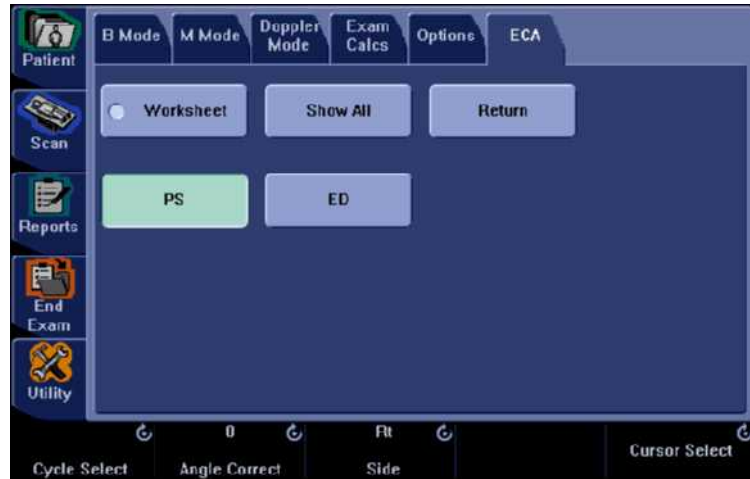 Patient
B Mode
M Mode
Doppler
Mode
Exam
Calcs
Options
ECA
Scan
Worksheet
Show All
Return
Reports
PS
ED
End
Exam
Utility
0
Rt
Cycle Select
Angle Correct
Side
Cursor Select